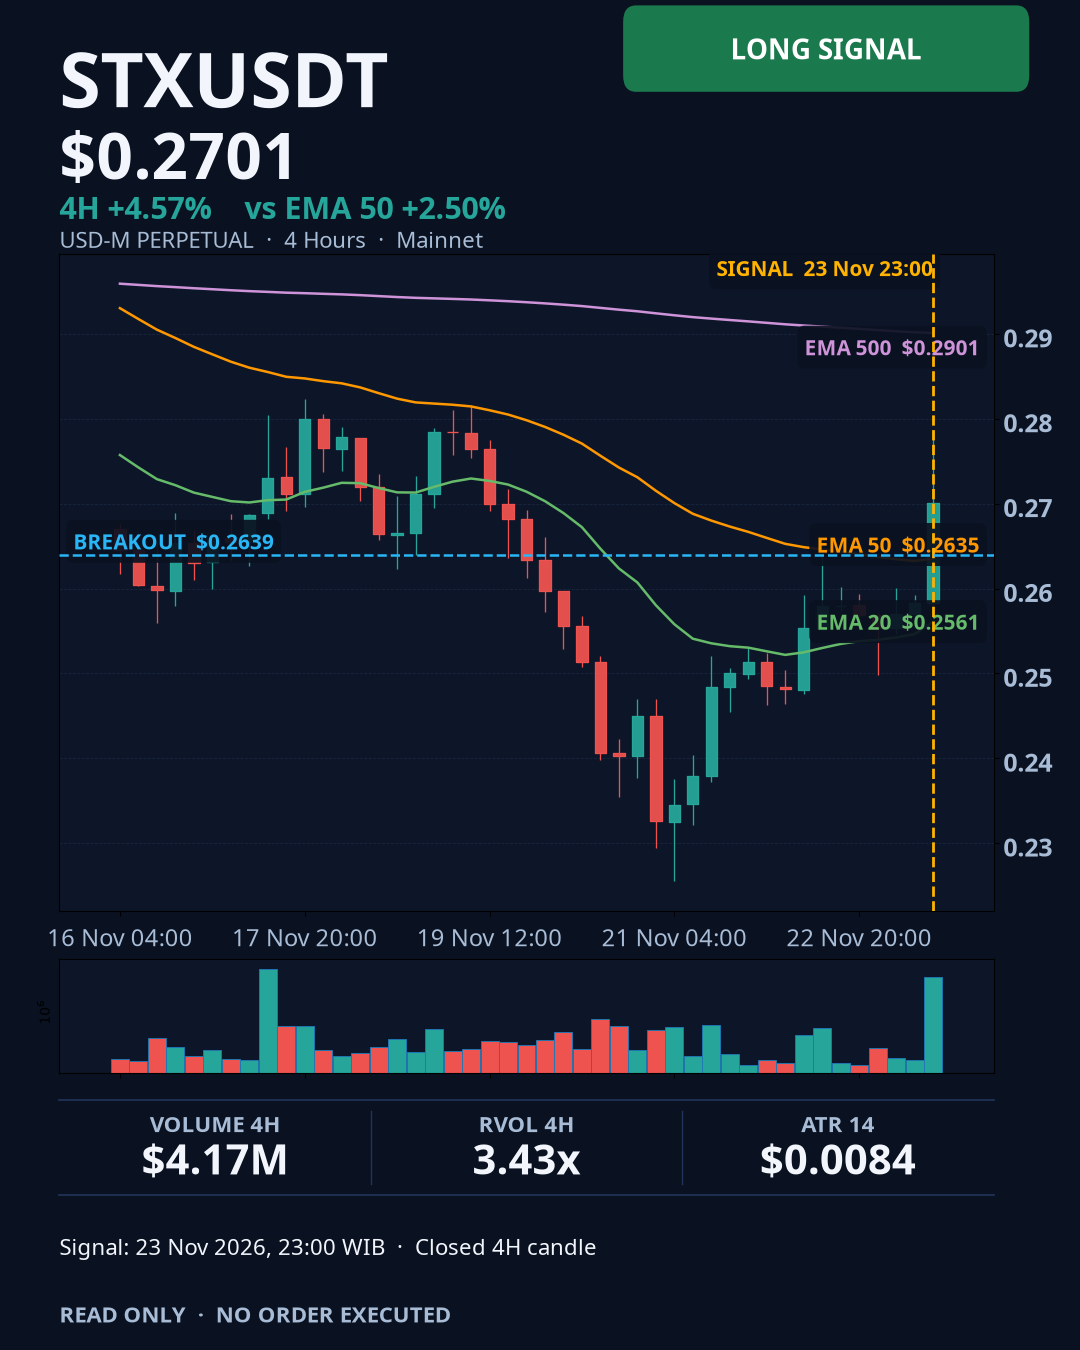 LONG SIGNAL
STXUSDT
$0.2701
4H +4.57% vs EMA 50 +2.50%
USD-M PERPETUAL · 4 Hours · Mainnet
SIGNAL 23 Nov 23:00
EMA 500 $0.2901
0.29
0.28
0.27
BREAKOUT $0.2639
EMA 50 $0.2635
0.26
EMA 20 $0.2561
0.25
0.24
0.23
16 Nov 04:00 17 Nov 20:00 19 Nov 12:00 21 Nov 04:00 22 Nov 20:00
10⁶
VOLUME 4H RVOL 4H ATR 14
$4.17M 3.43x $0.0084
Signal: 23 Nov 2026, 23:00 WIB · Closed 4H candle
READ ONLY · NO ORDER EXECUTED